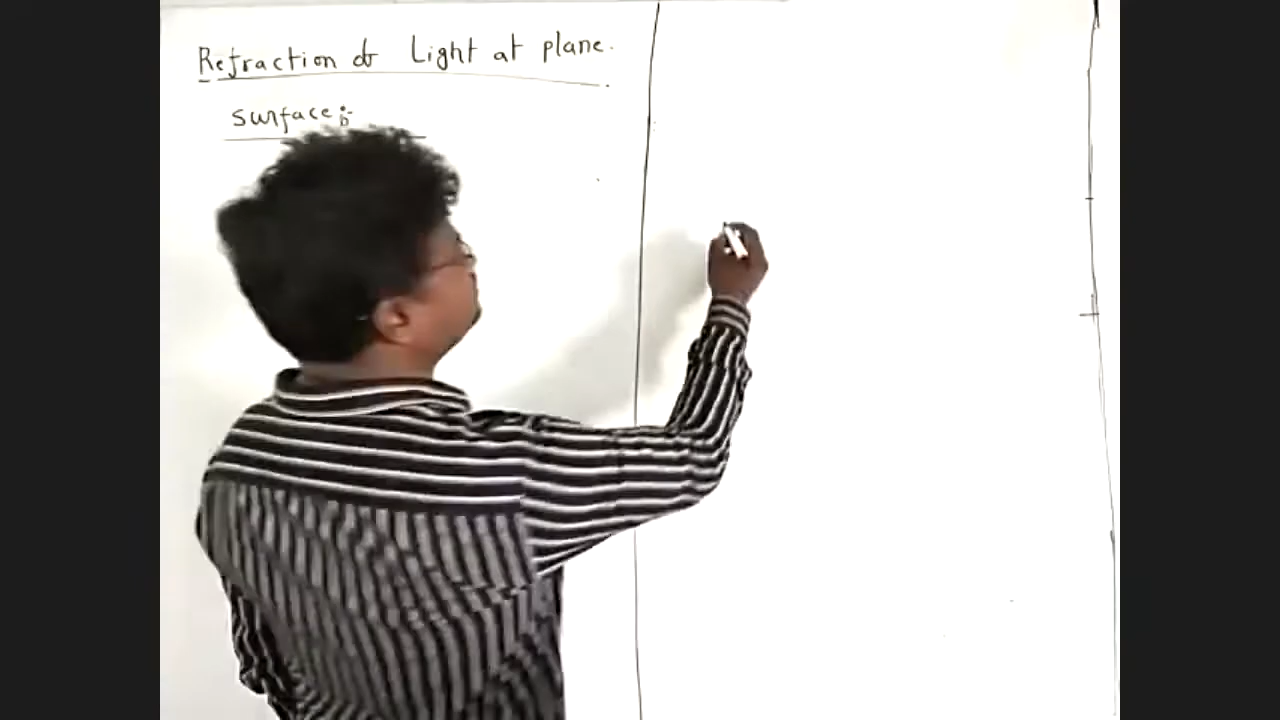 Refraction of Light at plane.
surface:-